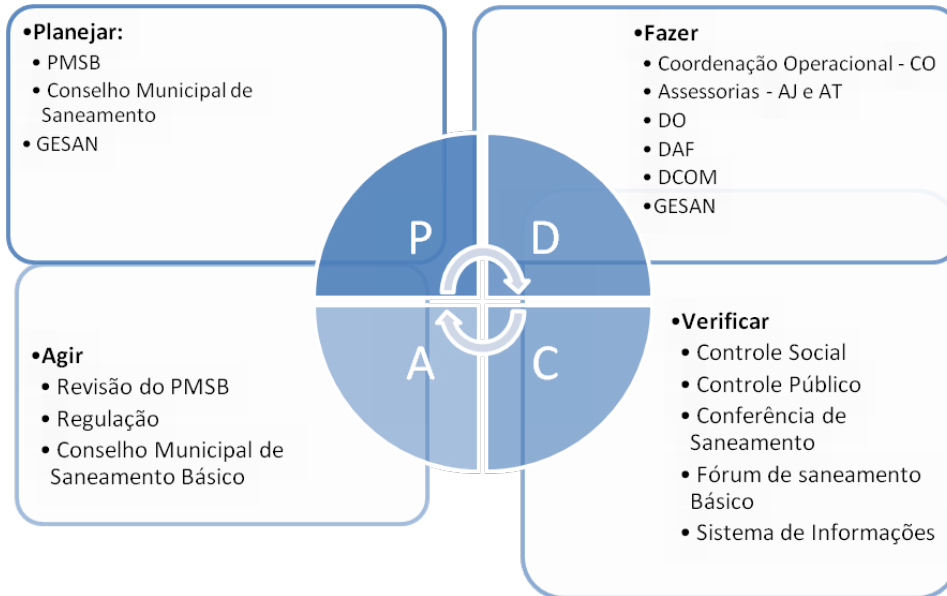 •Planejar:
• PMSB
• Conselho Municipal de
Saneamento
• GESAN
•Fazer
• Coordenação Operacional - CO
• Assessorias - AJ e AT
• DO
• DAF
• DCOM
•GESAN
P
D
A
C
•Agir
• Revisão do PMSB
• Regulação
• Conselho Municipal de
Saneamento Básico
•Verificar
• Controle Social
• Controle Público
• Conferência de
Saneamento
• Fórum de saneamento
Básico
• Sistema de Informações